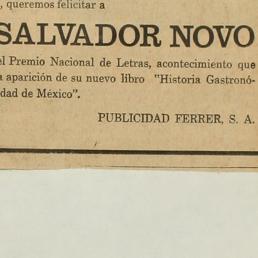 , queremos felicitar a
SALVADOR NOVO
el Premio Nacional de Letras, acontecimiento que
a aparición de su nuevo libro "Historia Gastronó-
dad de México".
PUBLICIDAD FERRER, S. A.